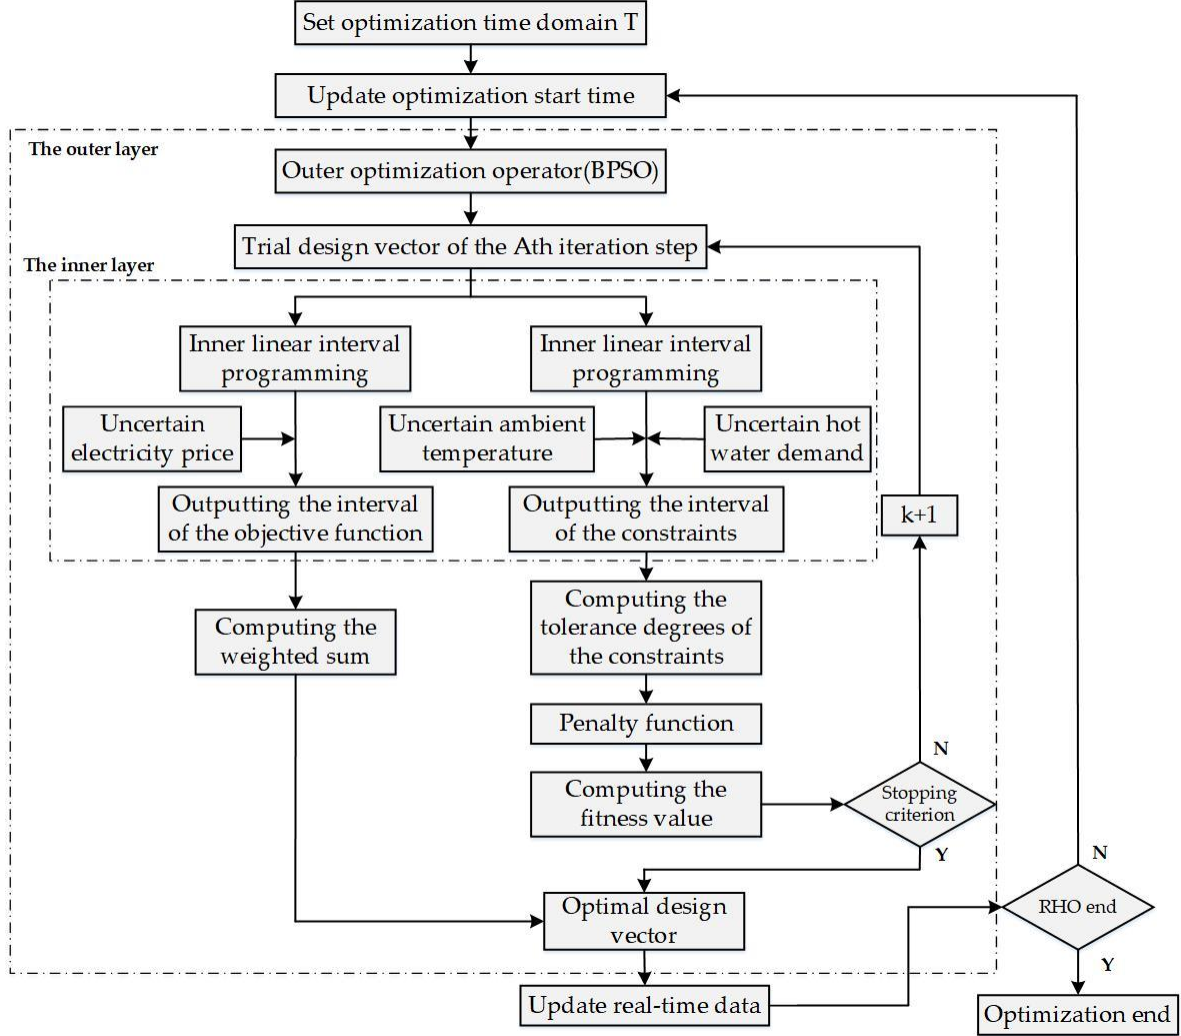 Set optimization time domain T
Update optimization start time
The outer layer
Outer optimization operator(BPSO)
Trial design vector of the Ath iteration step
The inner layer
Inner linear interval
programming
Inner linear interval
programming
Uncertain
electricity price
Uncertain ambient
temperature
Uncertain hot
water demand
Outputting the interval
of the objective function
Outputting the interval
of the constraints
k+1
Computing the
weighted sum
Computing the
tolerance degrees of
the constraints
Penalty function
Computing the
fitness value
N
Stopping
criterion
Y
Optimal design
vector
N
RHO end
Y
Update real-time data
Optimization end